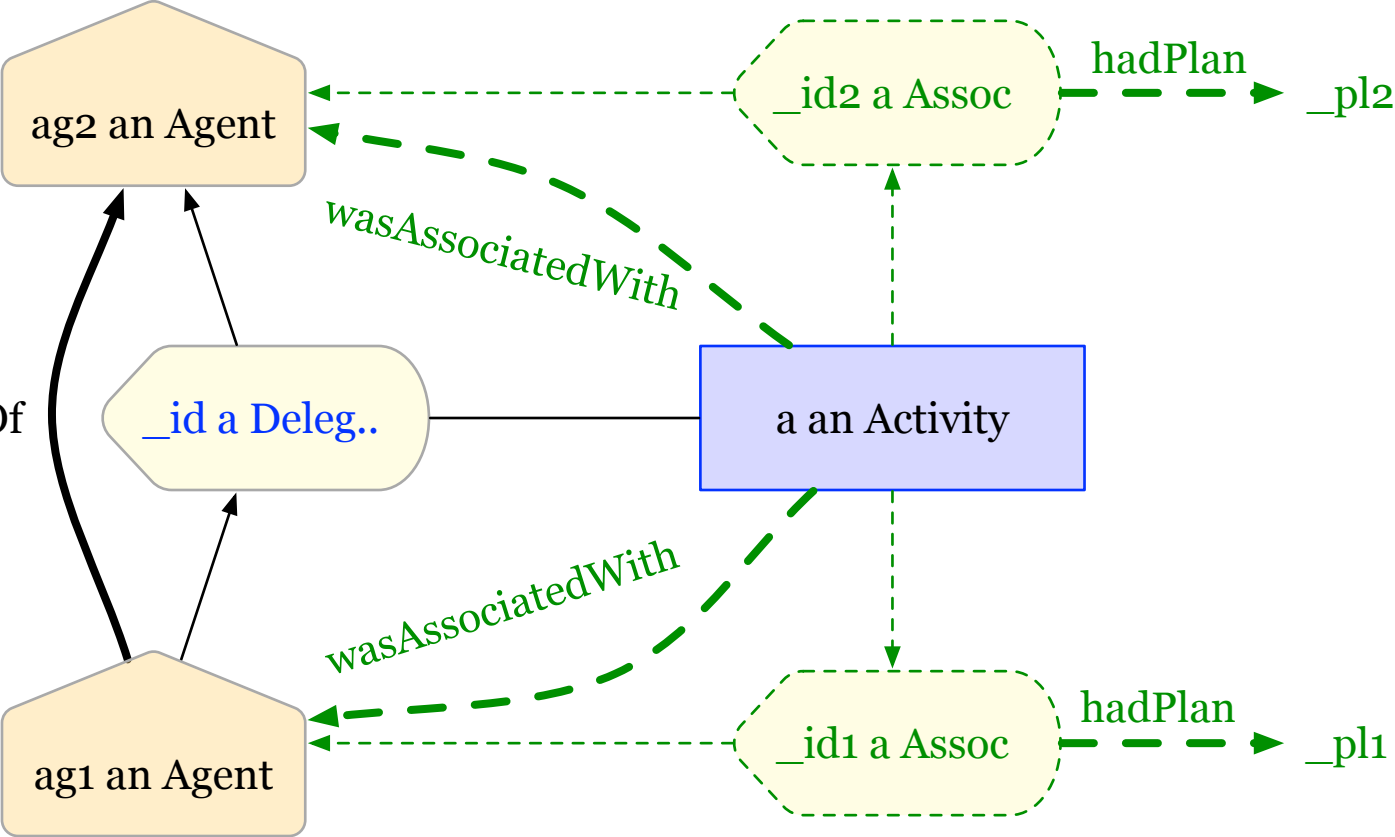 hadPlan
_id2 a Assoc
_pl2
ag2 an Agent
wasAssociatedWith
Of
_id a Deleg..
a an Activity
wasAssociatedWith
hadPlan
_id1 a Assoc
_pl1
ag1 an Agent